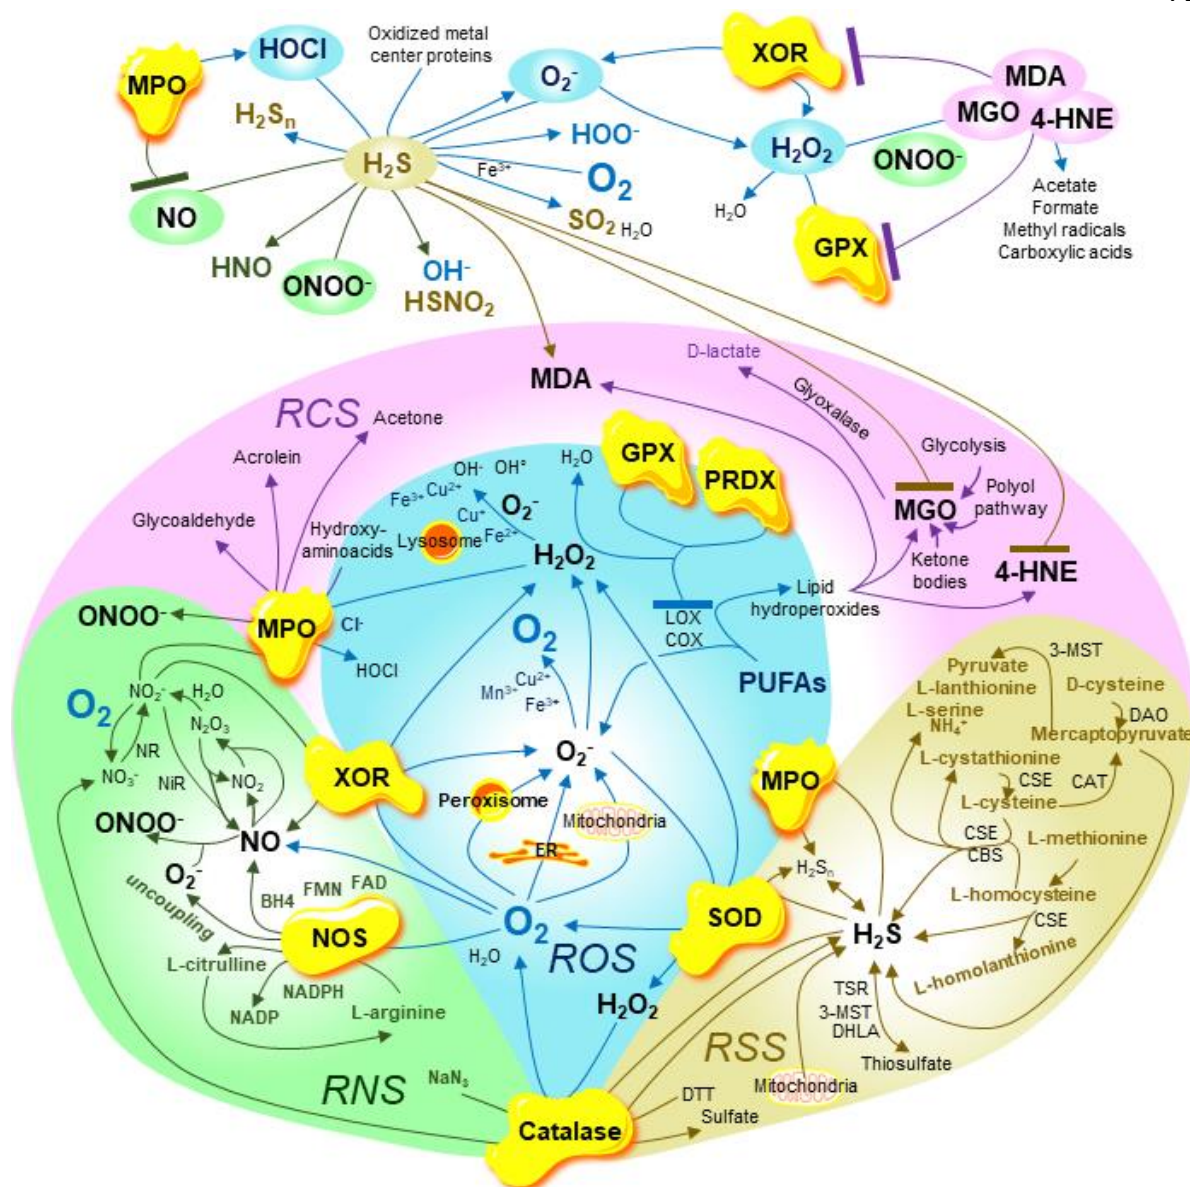 Oxidized metal
center proteins
HOCl
MPO
O₂⁻
XOR
MDA
MGO
4-HNE
H₂Sₙ
HOO⁻
H₂O₂
ONOO⁻
H₂S
Fe³⁺
O₂
NO
SO₂
H₂O
H₂O
Acetate
Formate
Methyl radicals
Carboxylic acids
GPX
HNO
ONOO⁻
OH⁻
HSNO₂
D-lactate
MDA
Glyoxalase
RCS
Acetone
Acrolein
Glycoaldehyde
Hydroxy-
aminoacids
GPX
PRDX
H₂O
OH⁻
OH°
Fe³⁺
Cu²⁺
O₂⁻
Cu⁺
Fe²⁺
Lysosome
H₂O₂
Glycolysis
Polyol
pathway
MGO
Ketone
bodies
4-HNE
Lipid
hydroperoxides
LOX
COX
PUFAs
ONOO⁻
MPO
Cl⁻
HOCl
O₂
O₂
NO₂⁻
H₂O
N₂O₃
NR
NO₃⁻
NiR
NO₂
Mn³⁺
Cu²⁺
Fe³⁺
O₂⁻
XOR
Peroxisome
Mitochondria
ER
ONOO⁻
NO
O₂⁻
uncoupling
BH4
FMN
FAD
NOS
L-citrulline
NADPH
NADP
L-arginine
O₂
H₂O
ROS
H₂O₂
SOD
RNS
NaN₃
Catalase
3-MST
Pyruvate
L-lanthionine
L-serine
NH₄⁺
D-cysteine
DAO
Mercaptopyruvate
L-cystathionine
CSE
CAT
L-cysteine
MPO
CSE
CBS
L-methionine
H₂Sₙ
L-homocysteine
CSE
H₂S
L-homolanthionine
TSR
3-MST
DHLA
Thiosulfate
RSS
Mitochondria
DTT
Sulfate